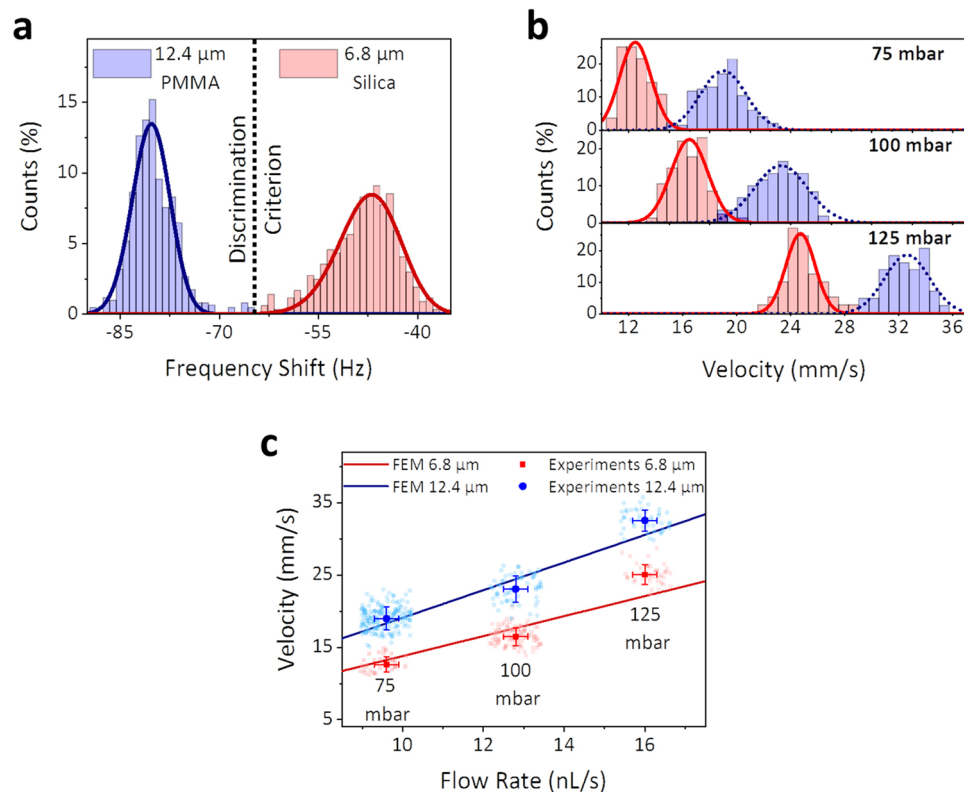 a
12.4 μm
PMMA
6.8 μm
Silica
Discrimination
Criterion
Counts (%)
15
10
5
0
-85 -70 -55 -40
Frequency Shift (Hz)
b
75 mbar
20
10
0
100 mbar
20
10
0
125 mbar
20
10
0
Counts (%)
12 16 20 24 28 32 36
Velocity (mm/s)
c
FEM 6.8 μm Experiments 6.8 μm
FEM 12.4 μm Experiments 12.4 μm
Velocity (mm/s)
35
25
15
5
75
mbar
100
mbar
125
mbar
10 12 14 16
Flow Rate (nL/s)